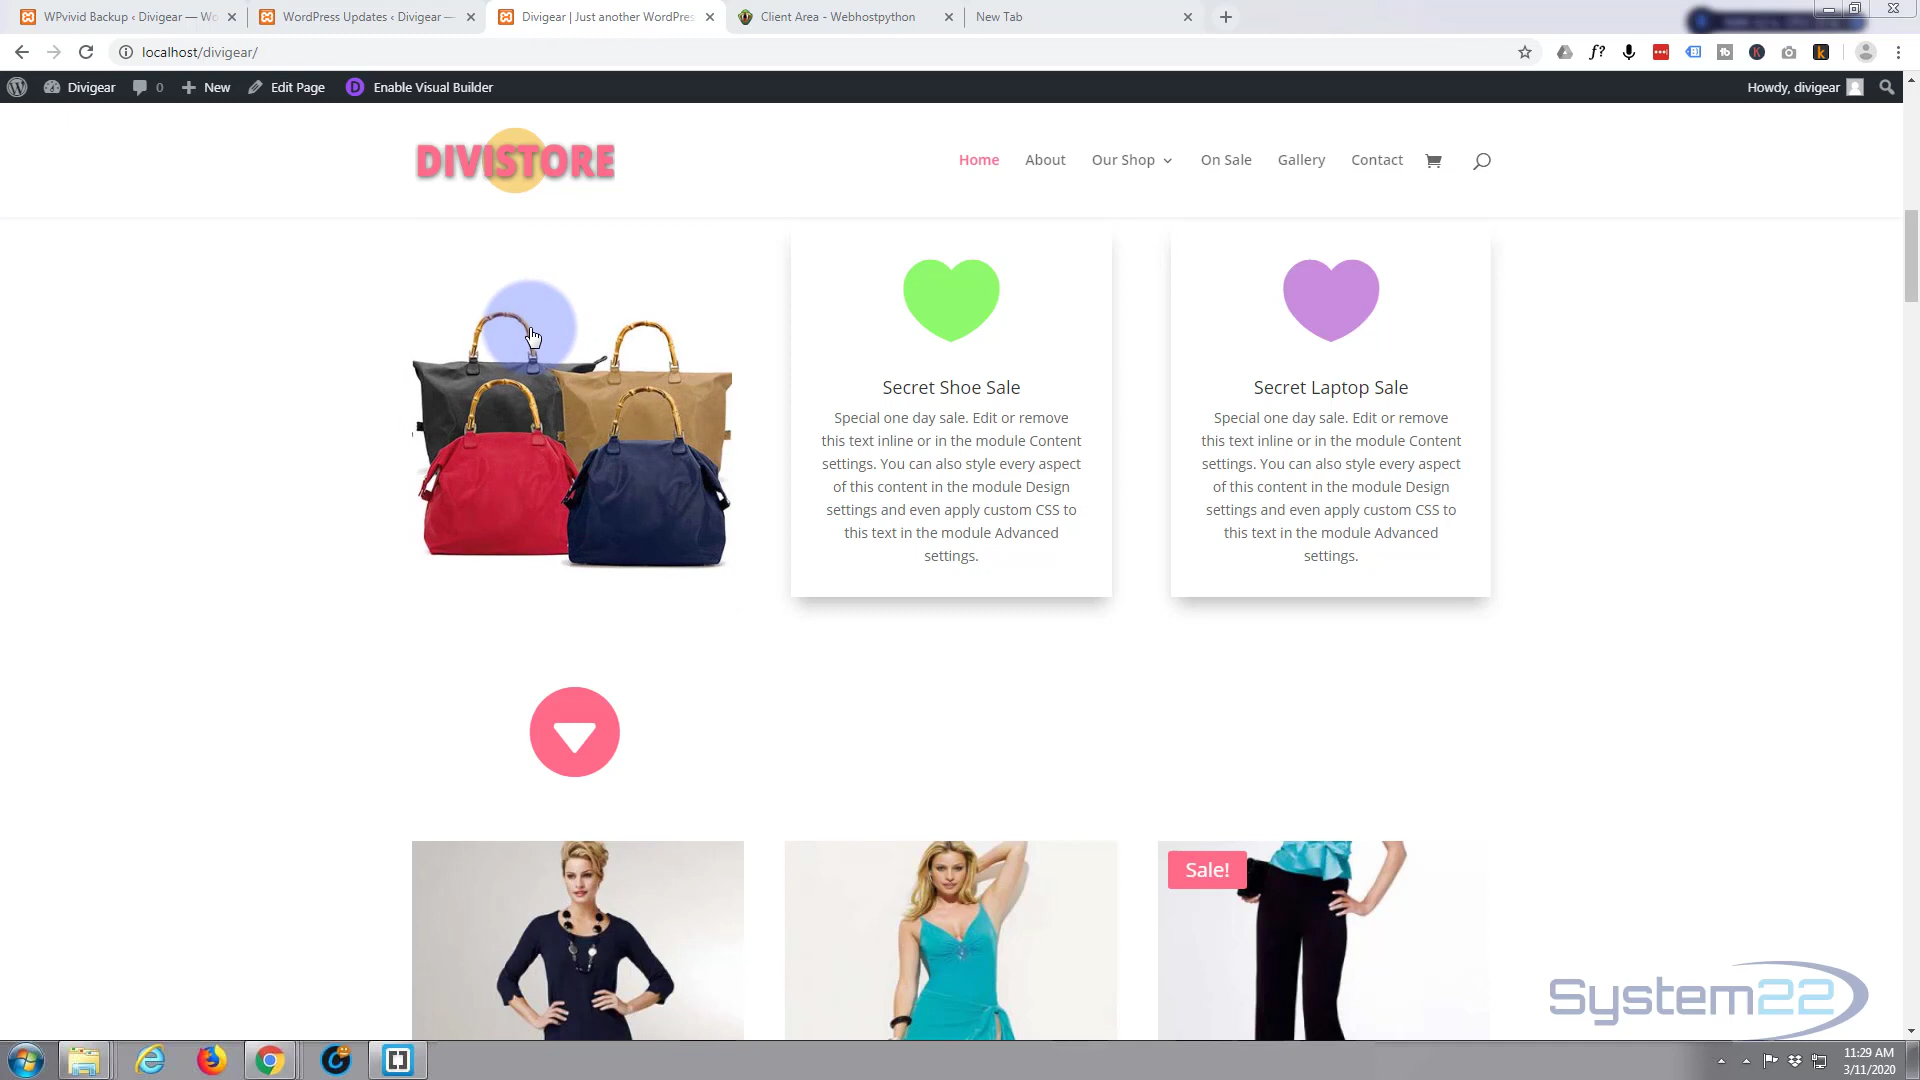 WPvivid Backup ‹ Divigear — Wo
WordPress Updates ‹ Divigear —
Divigear | Just another WordPres
Client Area - Webhostpython
New Tab
localhost/divigear/
Divigear
0
New
Edit Page
Enable Visual Builder
Howdy, divigear
DIVISTORE
Home
About
Our Shop
On Sale
Gallery
Contact
Secret Shoe Sale
Special one day sale. Edit or remove
this text inline or in the module Content
settings. You can also style every aspect
of this content in the module Design
settings and even apply custom CSS to
this text in the module Advanced
settings.
Secret Laptop Sale
Special one day sale. Edit or remove
this text inline or in the module Content
settings. You can also style every aspect
of this content in the module Design
settings and even apply custom CSS to
this text in the module Advanced
settings.
Sale!
System22
11:29 AM
3/11/2020